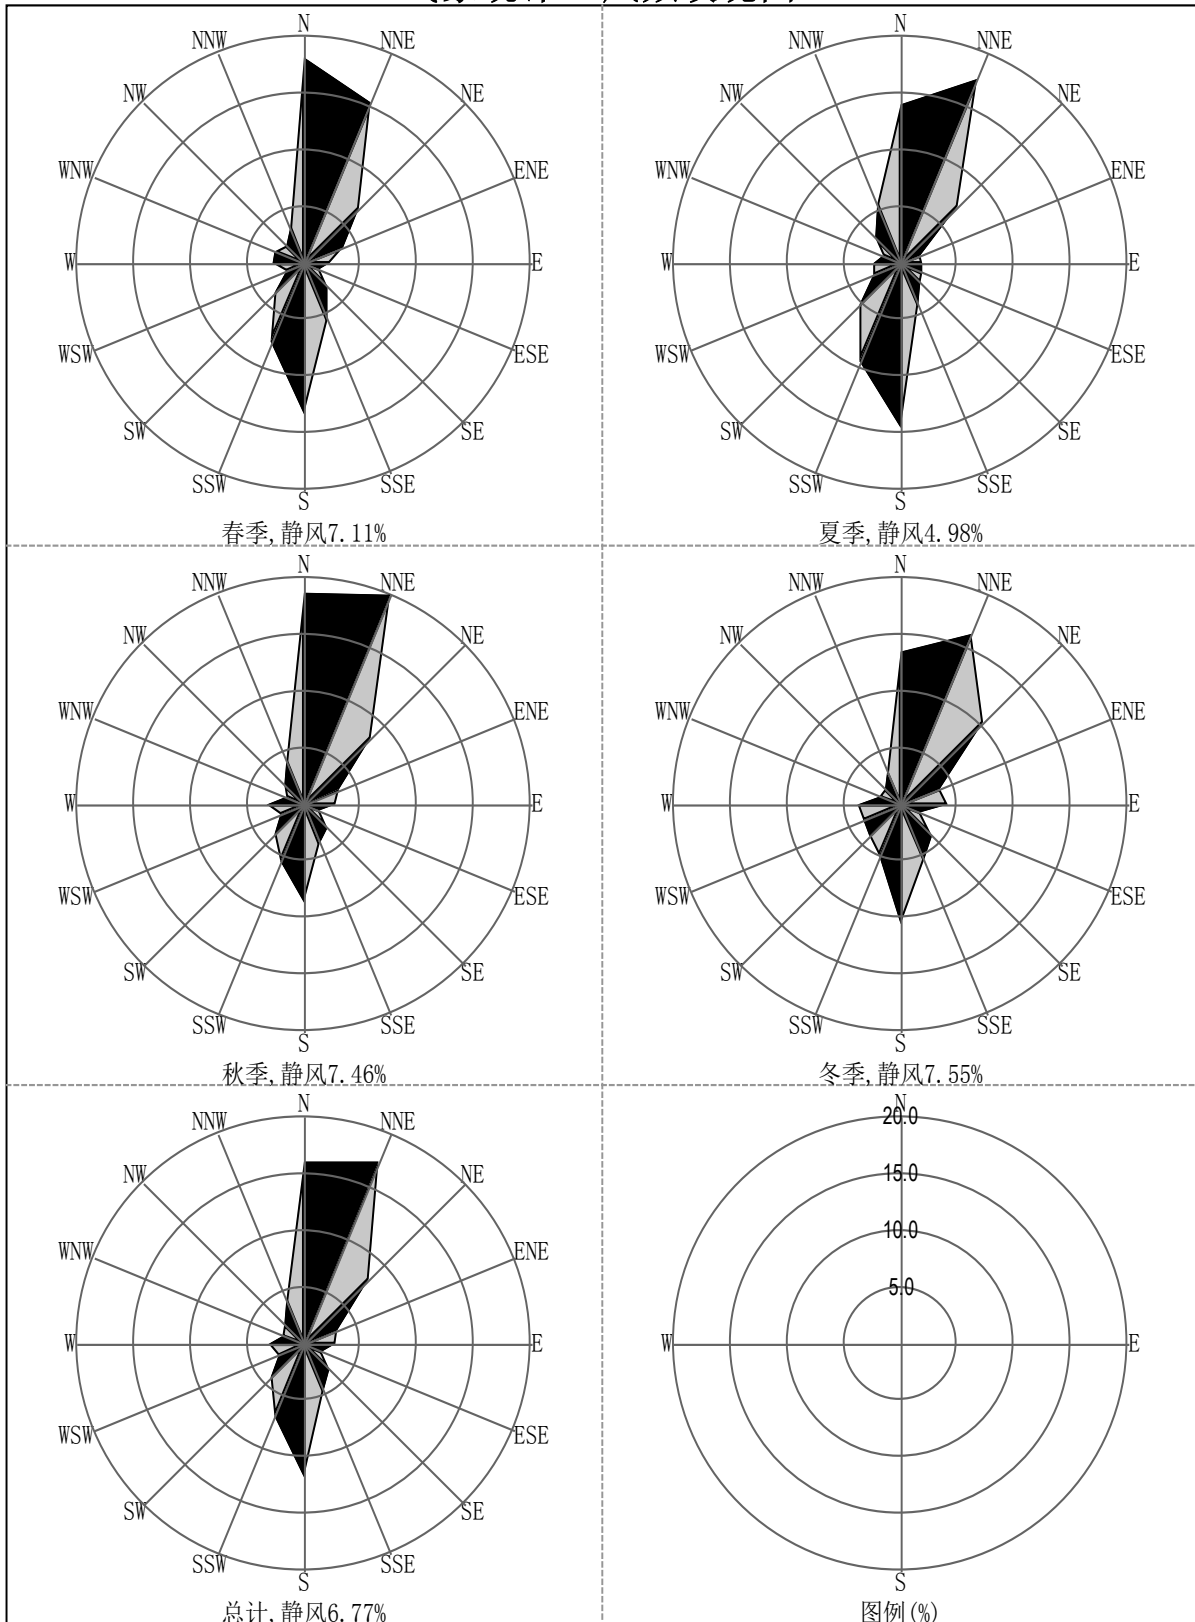 N
NNW NNE
NW NE
WNW ENE
W E
WSW ESE
SW SE
SSW SSE
S
春季,静风7.11%
N
NNW NNE
NW NE
WNW ENE
W E
WSW ESE
SW SE
SSW SSE
S
夏季,静风4.98%
N
NNW NNE
NW NE
WNW ENE
W E
WSW ESE
SW SE
SSW SSE
S
秋季,静风7.46%
N
NNW NNE
NW NE
WNW ENE
W E
WSW ESE
SW SE
SSW SSE
S
冬季,静风7.55%
N
NNW NNE
NW NE
WNW ENE
W E
WSW ESE
SW SE
SSW SSE
S
总计,静风6.77%
N
20.0
15.0
10.0
5.0
W E
S
图例(%)